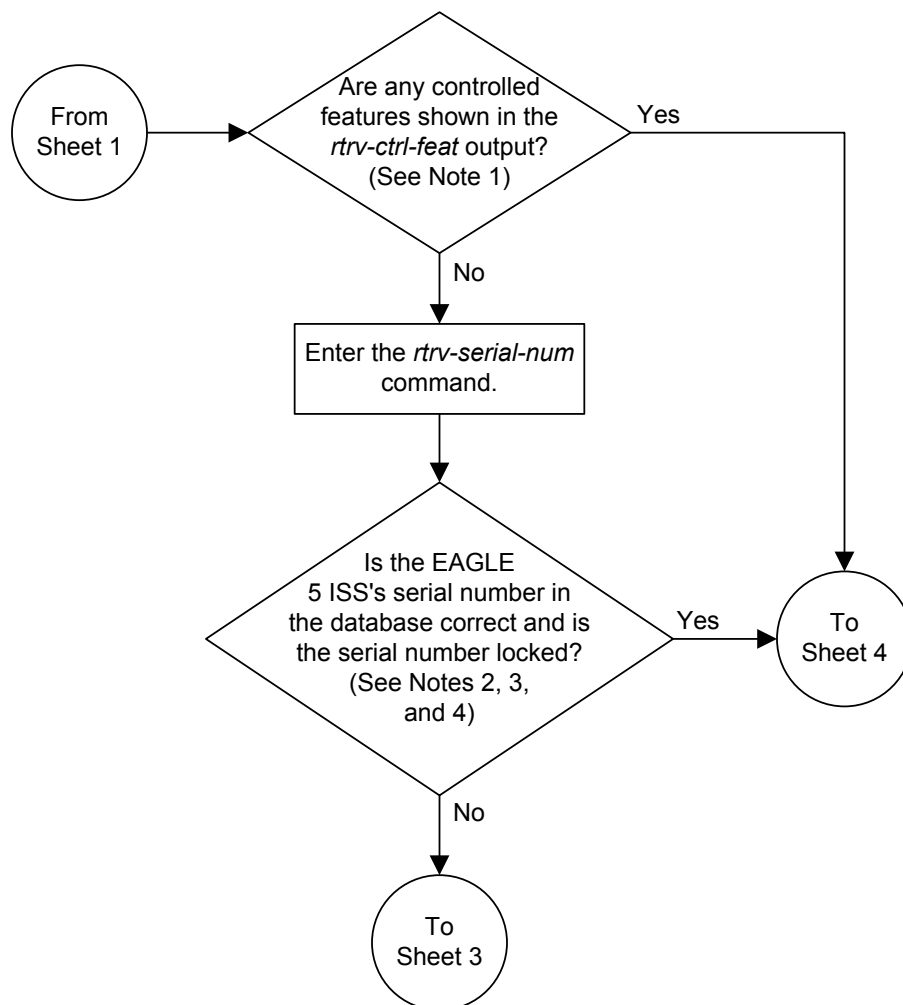 From
Sheet 1
Are any controlled
features shown in the
rtrv-ctrl-feat output?
(See Note 1)
Yes
No
Enter the rtrv-serial-num
command.
Is the EAGLE
5 ISS's serial number in
the database correct and is
the serial number locked?
(See Notes 2, 3,
and 4)
Yes
To
Sheet 4
No
To
Sheet 3